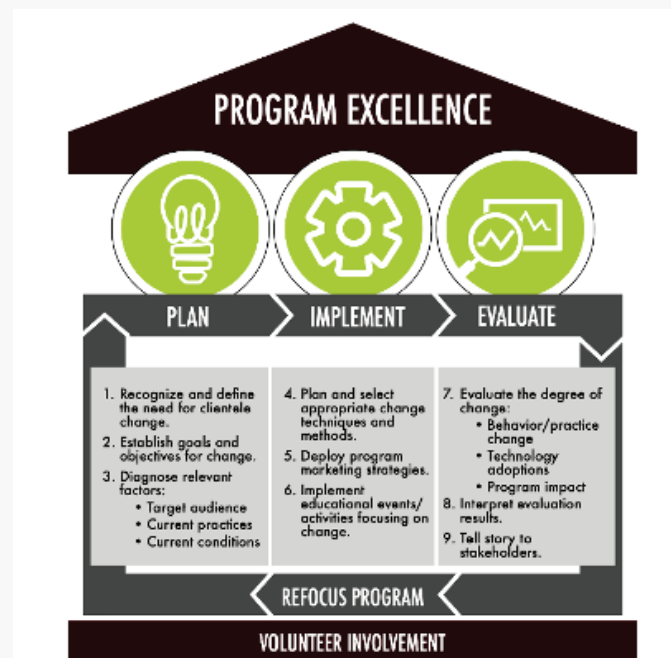 PROGRAM EXCELLENCE
PLAN
IMPLEMENT
EVALUATE
1. Recognize and define
the need for clientele
change.
2. Establish goals and
objectives for change.
3. Diagnose relevant
factors:
• Target audience
• Current practices
• Current conditions
4. Plan and select
appropriate change
techniques and
methods.
5. Deploy program
marketing strategies.
6. Implement
educational events/
activities focusing on
change.
7. Evaluate the degree of
change:
• Behavior/practice
change
• Technology
adoptions
• Program impact
8. Interpret evaluation
results.
9. Tell story to
stakeholders.
REFOCUS PROGRAM
VOLUNTEER INVOLVEMENT